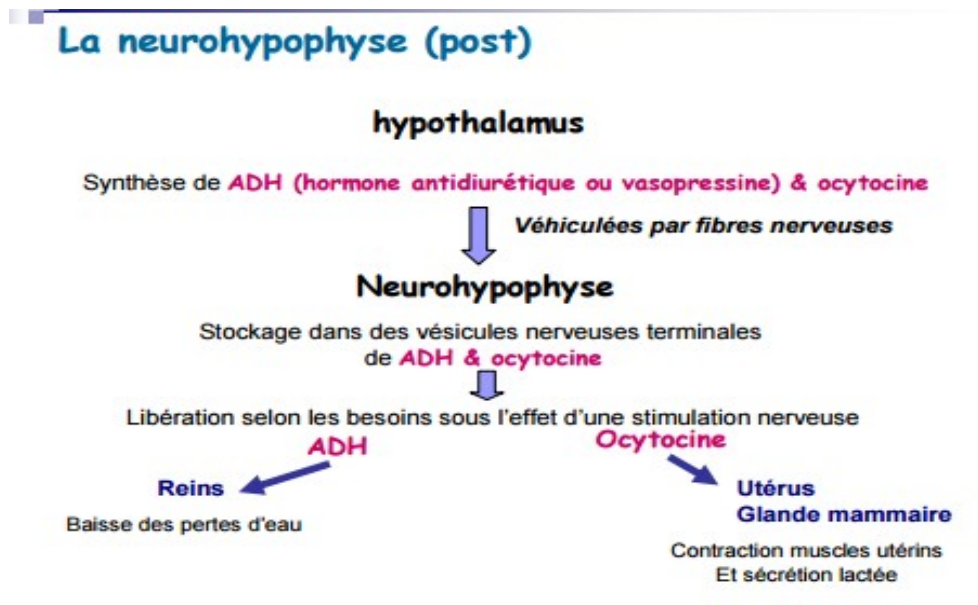 La neurohypophyse (post)
hypothalamus
Synthèse de ADH (hormone antidiurétique ou vasopressine) & ocytocine
Véhiculées par fibres nerveuses
Neurohypophyse
Stockage dans des vésicules nerveuses terminales
de ADH & ocytocine
Libération selon les besoins sous l'effet d'une stimulation nerveuse
ADH
Ocytocine
Reins
Baisse des pertes d'eau
Utérus
Glande mammaire
Contraction muscles utérins
Et sécrétion lactée